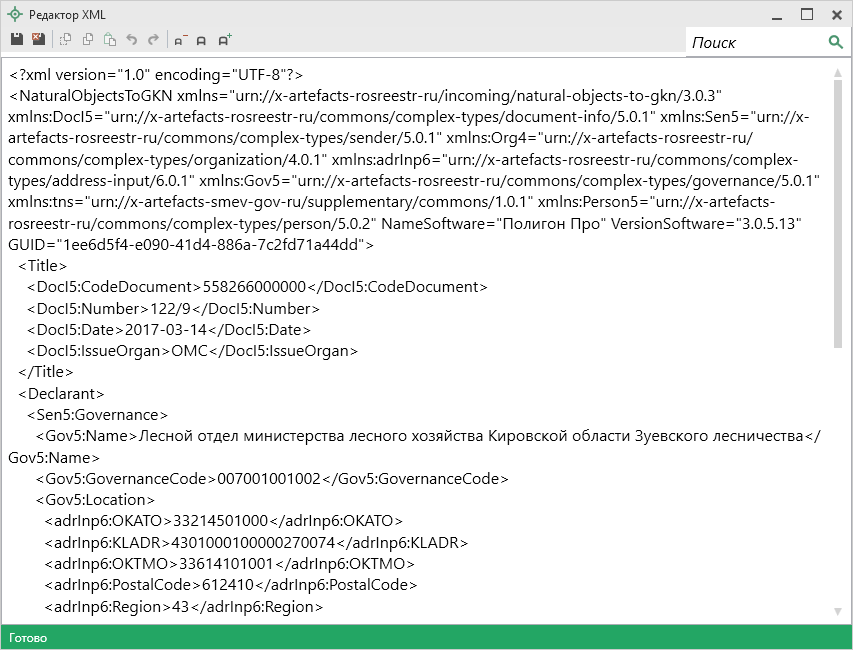 Редактор XML
Поиск
<?xml version="1.0" encoding="UTF-8"?>
<NaturalObjectsToGKN xmlns="urn://x-artefacts-rosreestr-ru/incoming/natural-objects-to-gkn/3.0.3"
xmlns:DocI5="urn://x-artefacts-rosreestr-ru/commons/complex-types/document-info/5.0.1" xmlns:Sen5="urn://x-
artefacts-rosreestr-ru/commons/complex-types/sender/5.0.1" xmlns:Org4="urn://x-artefacts-rosreestr-ru/
commons/complex-types/organization/4.0.1" xmlns:adrInp6="urn://x-artefacts-rosreestr-ru/commons/complex-
types/address-input/6.0.1" xmlns:Gov5="urn://x-artefacts-rosreestr-ru/commons/complex-types/governance/5.0.1"
xmlns:tns="urn://x-artefacts-smev-gov-ru/supplementary/commons/1.0.1" xmlns:Person5="urn://x-artefacts-
rosreestr-ru/commons/complex-types/person/5.0.2" NameSoftware="Полигон Про" VersionSoftware="3.0.5.13"
GUID="1ee6d5f4-e090-41d4-886a-7c2fd71a44dd">
<Title>
<DocI5:CodeDocument>558266000000</DocI5:CodeDocument>
<DocI5:Number>122/9</DocI5:Number>
<DocI5:Date>2017-03-14</DocI5:Date>
<DocI5:IssueOrgan>ОМС</DocI5:IssueOrgan>
</Title>
<Declarant>
<Sen5:Governance>
<Gov5:Name>Лесной отдел министерства лесного хозяйства Кировской области Зуевского лесничества</
Gov5:Name>
<Gov5:GovernanceCode>007001001002</Gov5:GovernanceCode>
<Gov5:Location>
<adrInp6:OKATO>33214501000</adrInp6:OKATO>
<adrInp6:KLADR>4301000100000270074</adrInp6:KLADR>
<adrInp6:OKTMO>33614101001</adrInp6:OKTMO>
<adrInp6:PostalCode>612410</adrInp6:PostalCode>
<adrInp6:Region>43</adrInp6:Region>
Готово